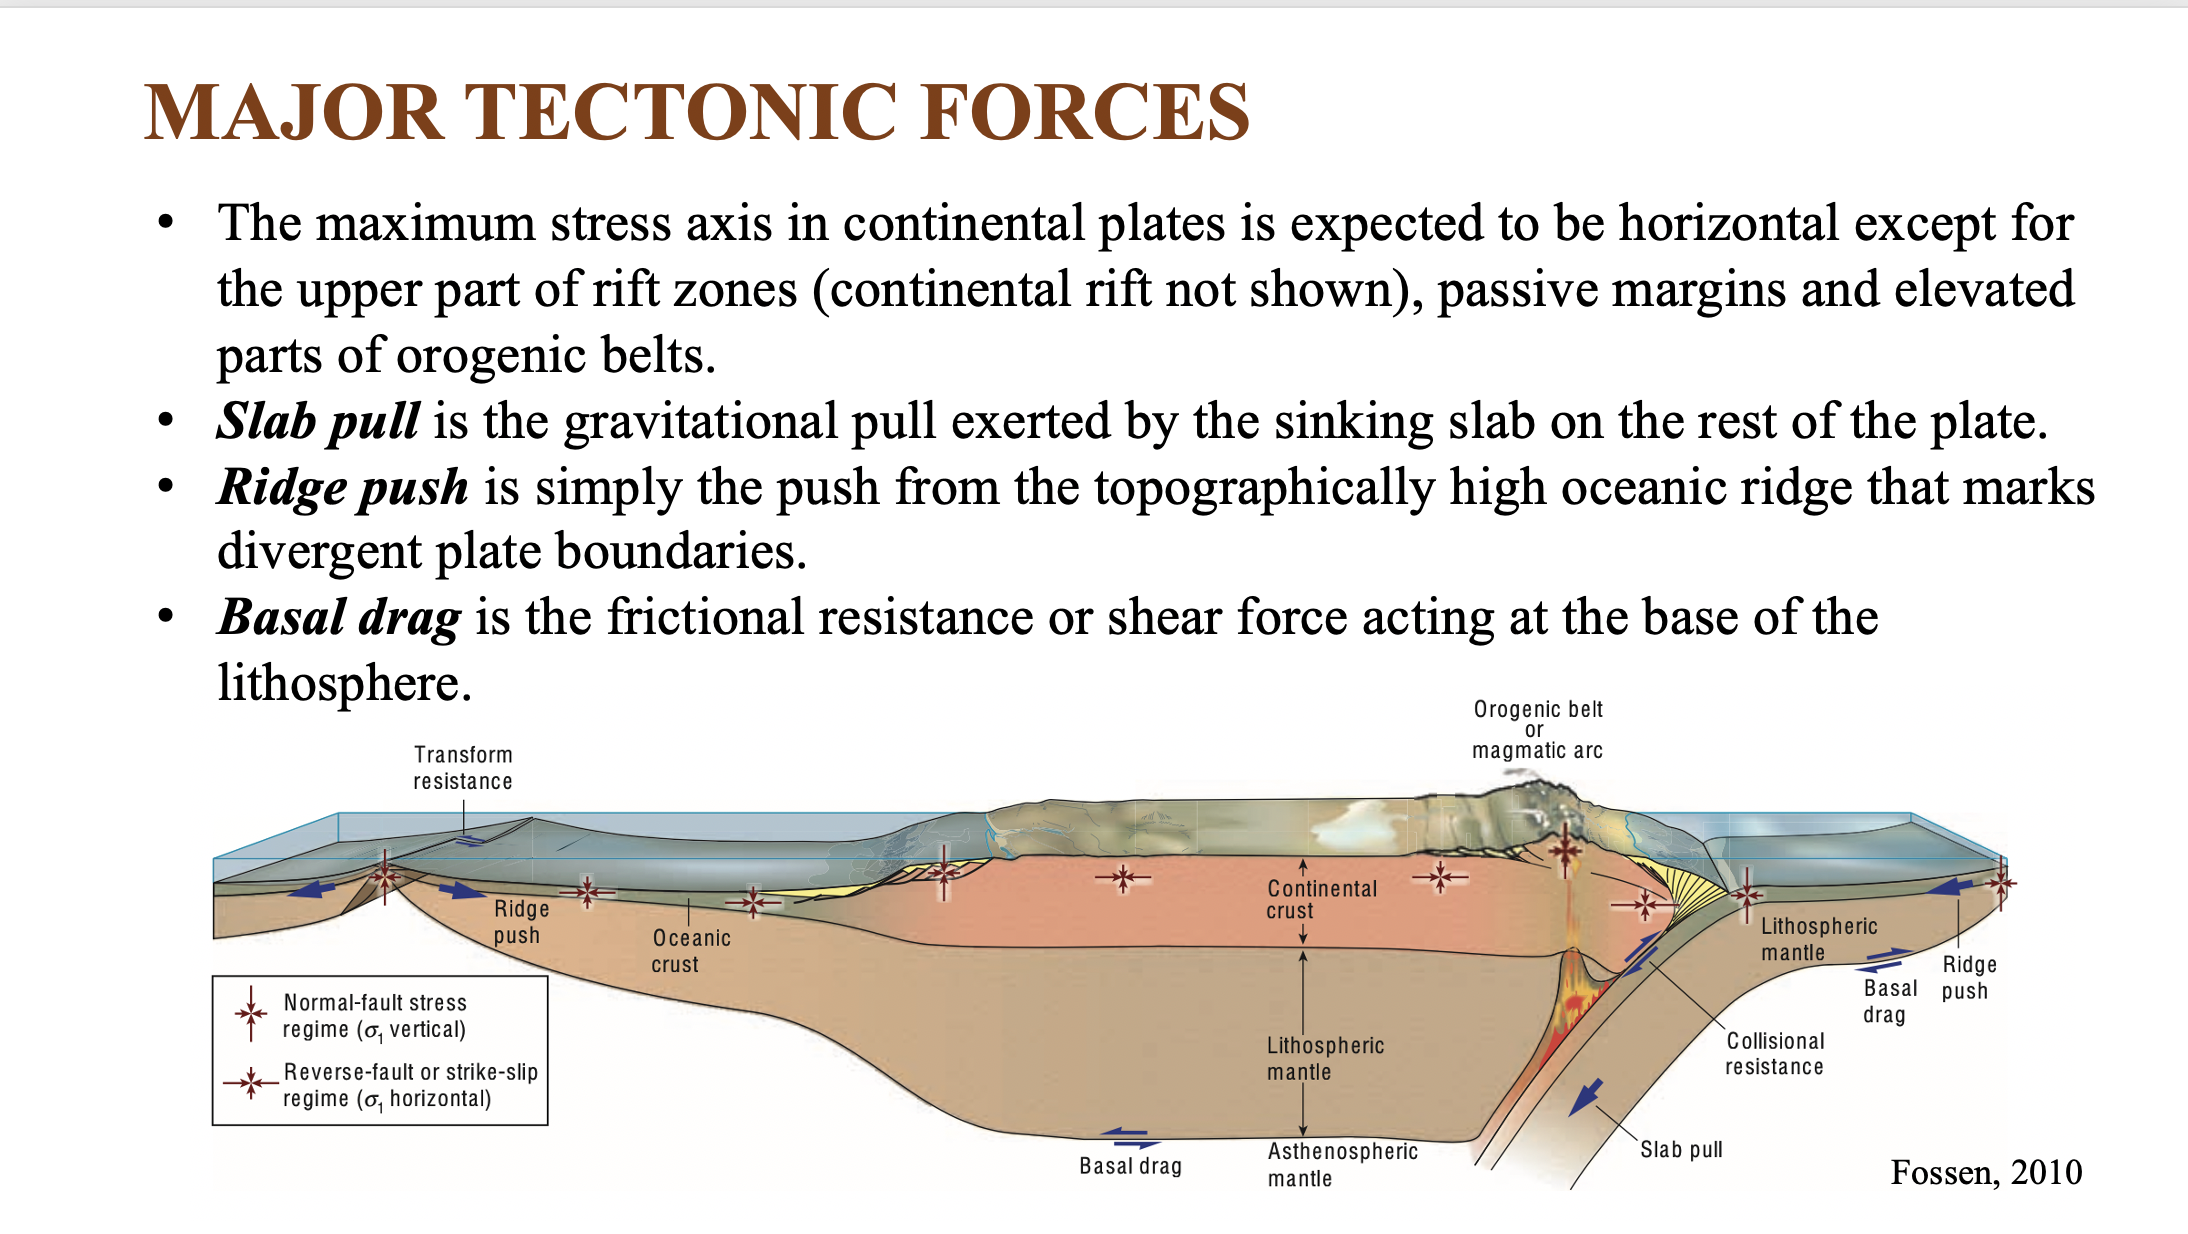 MAJOR TECTONIC FORCES
• The maximum stress axis in continental plates is expected to be horizontal except for
the upper part of rift zones (continental rift not shown), passive margins and elevated
parts of orogenic belts.
• Slab pull is the gravitational pull exerted by the sinking slab on the rest of the plate.
• Ridge push is simply the push from the topographically high oceanic ridge that marks
divergent plate boundaries.
• Basal drag is the frictional resistance or shear force acting at the base of the
lithosphere.
Orogenic belt
or
magmatic arc
Transform
resistance
Ridge
push
Oceanic
crust
Continental
crust
Lithospheric
mantle
Lithospheric
mantle
Ridge
push
Basal
drag
Collisional
resistance
Normal-fault stress
regime (σ₁ vertical)
Reverse-fault or strike-slip
regime (σ₁ horizontal)
Basal drag
Asthenospheric
mantle
Slab pull
Fossen, 2010